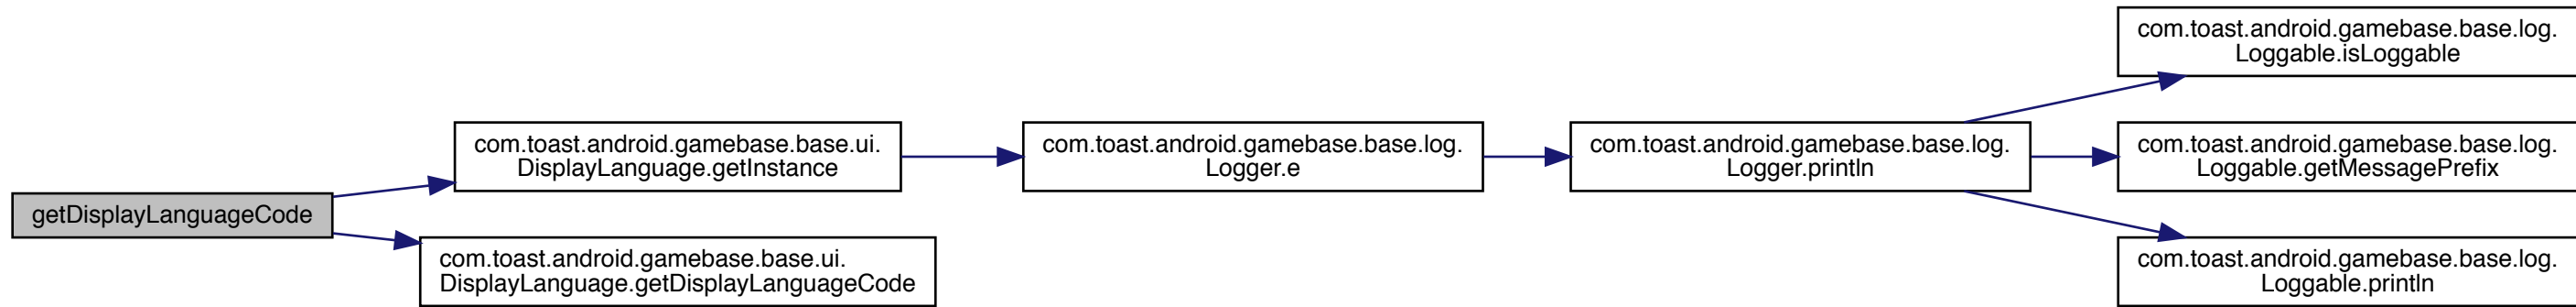 getDisplayLanguageCode
com.toast.android.gamebase.base.ui.
DisplayLanguage.getInstance
com.toast.android.gamebase.base.ui.
DisplayLanguage.getDisplayLanguageCode
com.toast.android.gamebase.base.log.
Logger.e
com.toast.android.gamebase.base.log.
Logger.println
com.toast.android.gamebase.base.log.
Loggable.isLoggable
com.toast.android.gamebase.base.log.
Loggable.getMessagePrefix
com.toast.android.gamebase.base.log.
Loggable.println